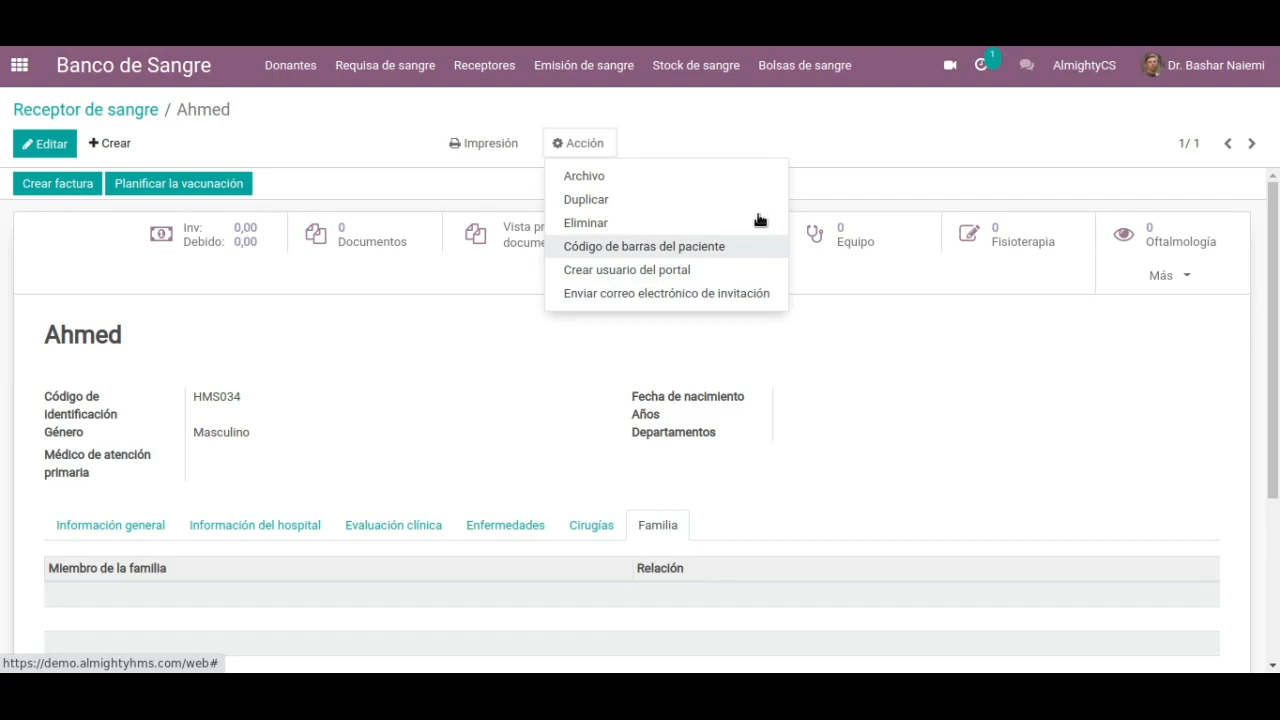 Banco de Sangre Donantes Requisa de sangre Receptores Emisión de sangre Stock de sangre Bolsas de sangre 1 AlmightyCS Dr. Bashar Naiemi
Receptor de sangre / Ahmed
Editar Crear Impresión Acción 1/ 1
Crear factura Planificar la vacunación
Archivo
Duplicar
Eliminar
Código de barras del paciente
Crear usuario del portal
Enviar correo electrónico de invitación
Inv: 0,00
Debido: 0,00
0
Documentos
Vista
0
Equipo
0
Fisioterapia
0
Oftalmología
Más
Ahmed
Código de
identificación
HMS034
Género Masculino
Médico de atención
primaria
Fecha de nacimiento
Años
Departamentos
Información general Información del hospital Evaluación clínica Enfermedades Cirugías Familia
Miembro de la familia Relación
https://demo.almightyhms.com/web#